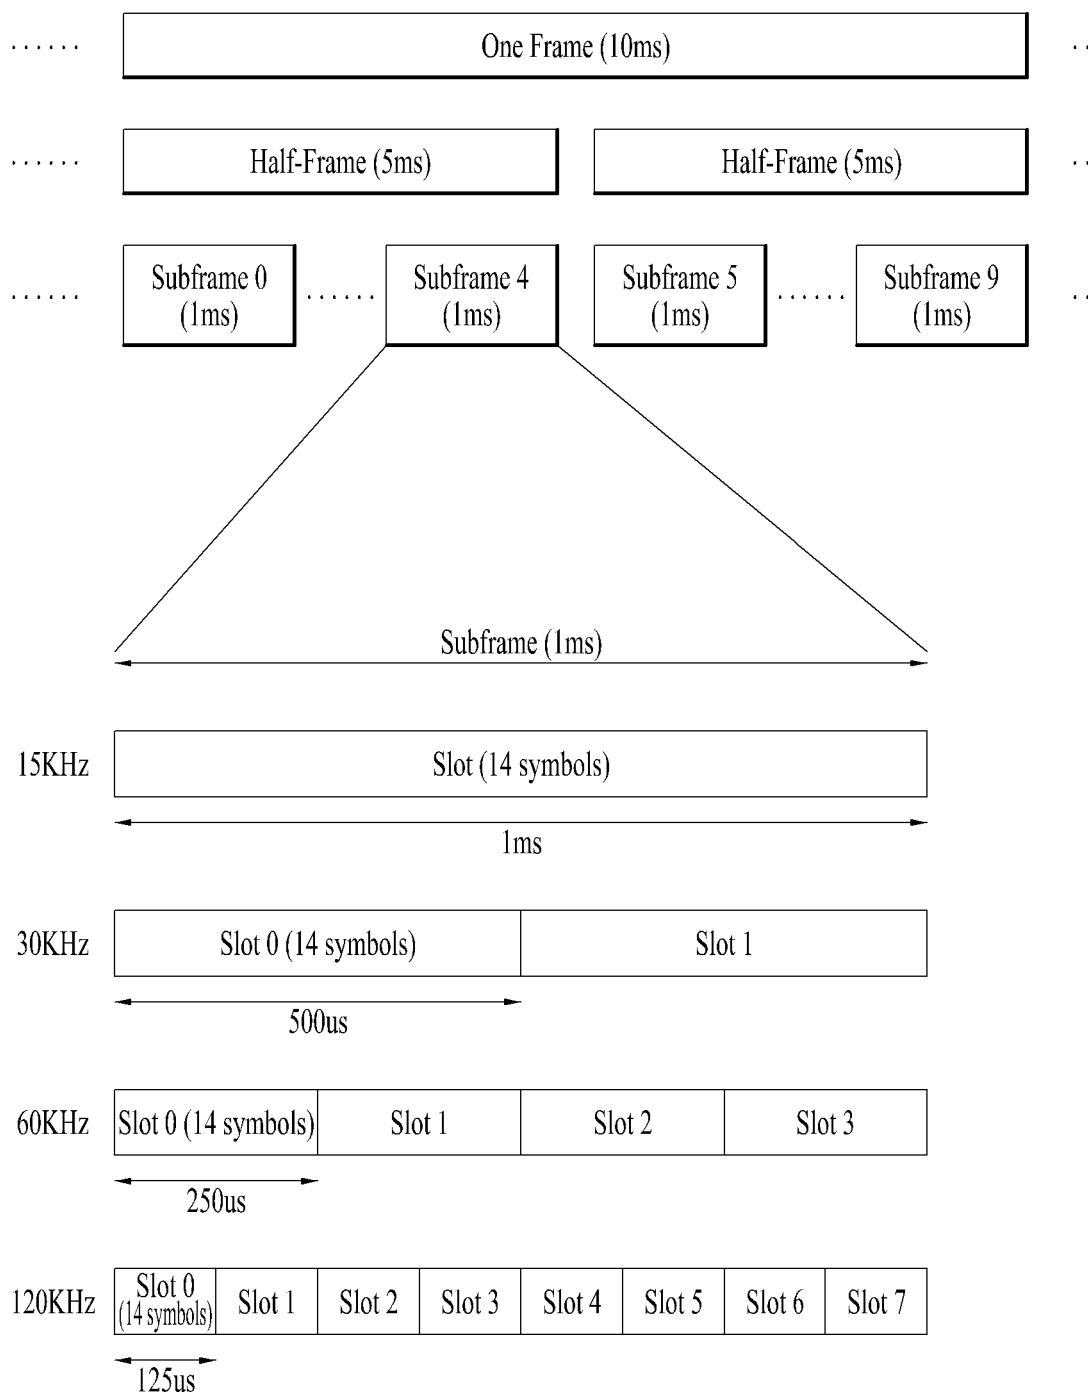 ...... One Frame (10ms) ..
...... Half-Frame (5ms) Half-Frame (5ms) ..
Subframe 0 Subframe 4 Subframe 5 Subframe 9
...... (1ms) ...... (1ms) (1ms) ...... (1ms) ..
Subframe (1ms)
15KHz Slot (14 symbols)
1ms
30KHz Slot 0 (14 symbols) Slot 1
500us
60KHz Slot 0 (14 symbols) Slot 1 Slot 2 Slot 3
250us
120KHz Slot 0 (14 symbols) Slot 1 Slot 2 Slot 3 Slot 4 Slot 5 Slot 6 Slot 7
125us